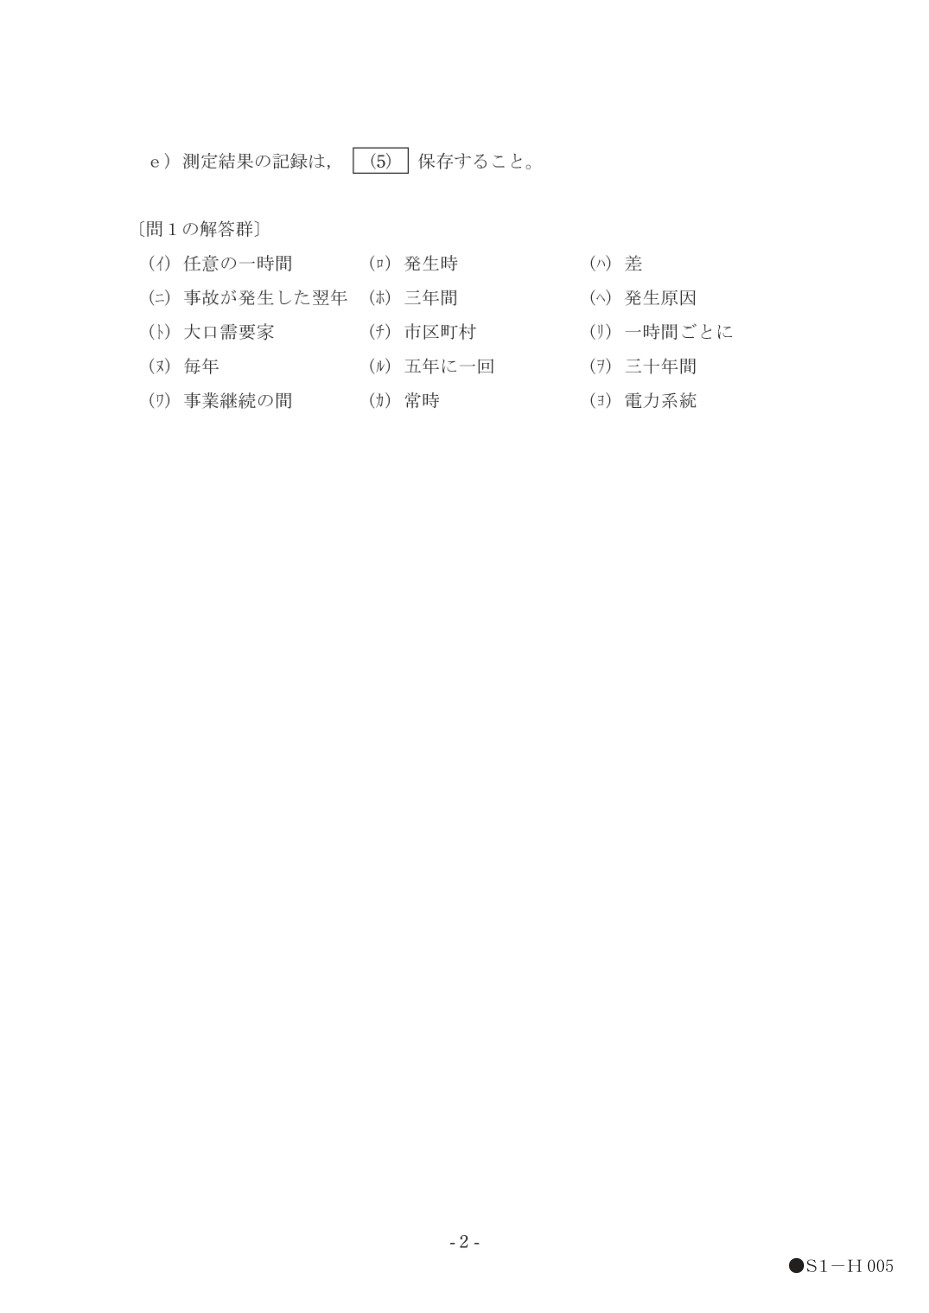 e）測定結果の記録は， (5) 保存すること。
〔問１の解答群〕
(ｲ) 任意の一時間 (ﾛ) 発生時 (ﾊ) 差
(ﾆ) 事故が発生した翌年 (ﾎ) 三年間 (ﾍ) 発生原因
(ﾄ) 大口需要家 (ﾁ) 市区町村 (ﾘ) 一時間ごとに
(ﾇ) 毎年 (ﾙ) 五年に一回 (ｦ) 三十年間
(ﾜ) 事業継続の間 (ｶ) 常時 (ﾖ) 電力系統
- 2 -
●S1－H 005